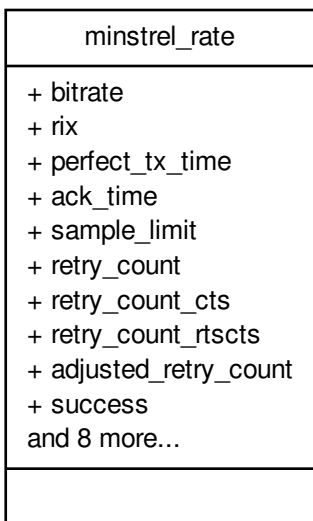 minstrel_rate
+ bitrate
+ rix
+ perfect_tx_time
+ ack_time
+ sample_limit
+ retry_count
+ retry_count_cts
+ retry_count_rtscts
+ adjusted_retry_count
+ success
and 8 more...